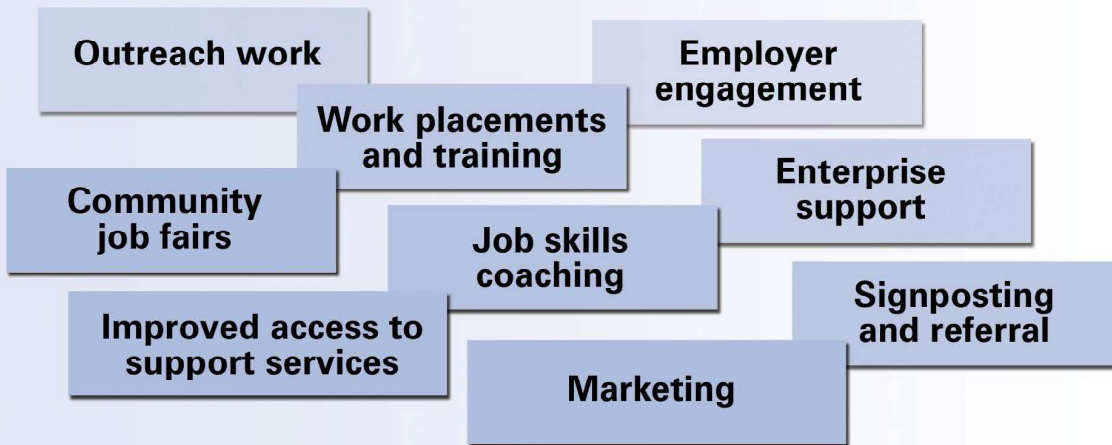 Outreach work
Employer
engagement
Work placements
and training
Enterprise
support
Community
job fairs
Job skills
coaching
Signposting
and referral
Improved access to
support services
Marketing